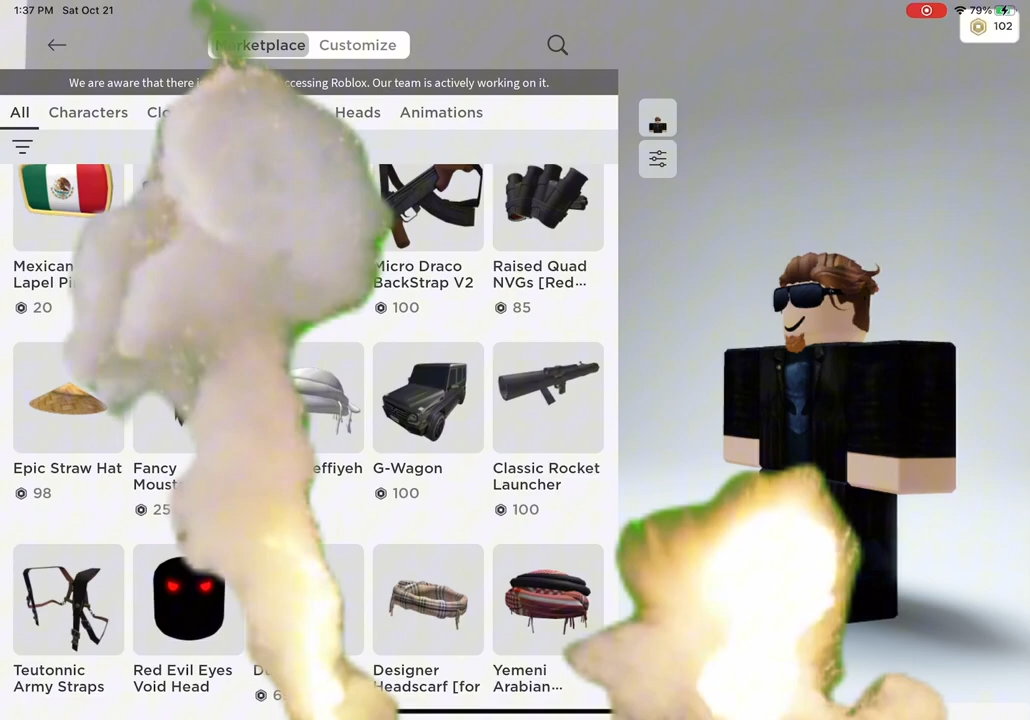 1:37 PM Sat Oct 21
79%
102
Marketplace
Customize
We are aware that there ccessing Roblox. Our team is actively working on it.
All Characters Heads Animations
Mexican
Lapel
20
Micro Draco
BackStrap V2
100
Raised Quad
NVGs [Red...
85
Epic Straw Hat
98
Fancy
25
effiyeh
G-Wagon
100
Classic Rocket
Launcher
100
Teutonnic
Army Straps
Red Evil Eyes
Void Head
6
Designer
Headscarf [for
Yemeni
Arabian...